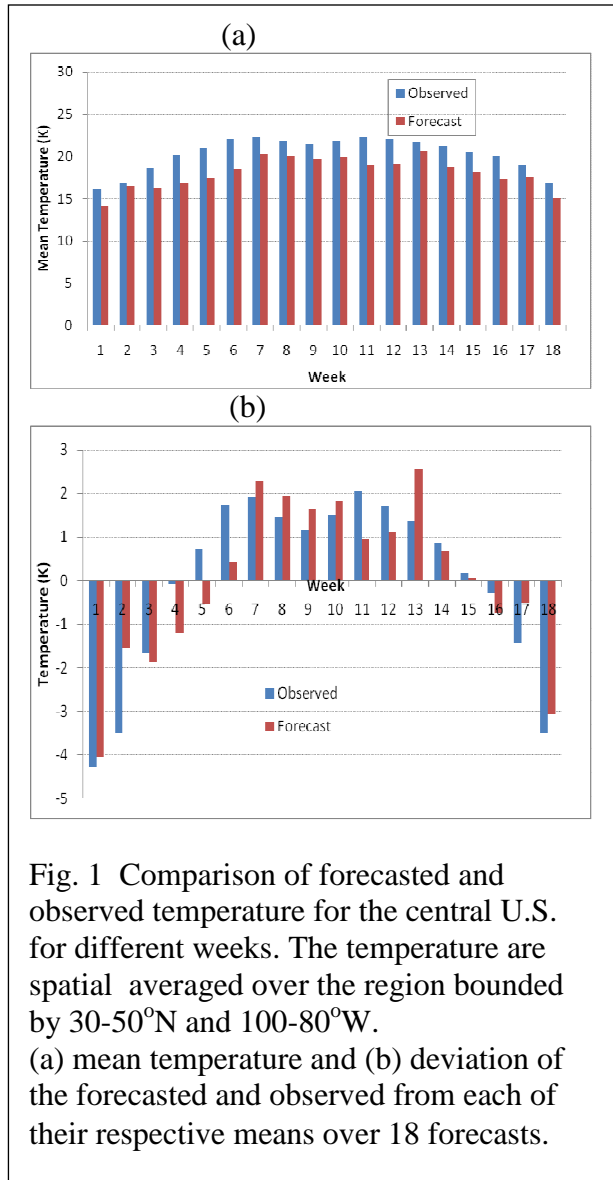 (a)
30
25
20
15
10
5
0
Mean Temperature (K)
Observed
Forecast
1 2 3 4 5 6 7 8 9 10 11 12 13 14 15 16 17 18
Week
(b)
3
2
1
0
-1
-2
-3
-4
-5
Temperature (K)
Week
1 2 3 4 5 6 7 8 9 10 11 12 13 14 15 16 17 18
Observed
Forecast
Fig. 1 Comparison of forecasted and
observed temperature for the central U.S.
for different weeks. The temperature are
spatial averaged over the region bounded
by 30-50°N and 100-80°W.
(a) mean temperature and (b) deviation of
the forecasted and observed from each of
their respective means over 18 forecasts.